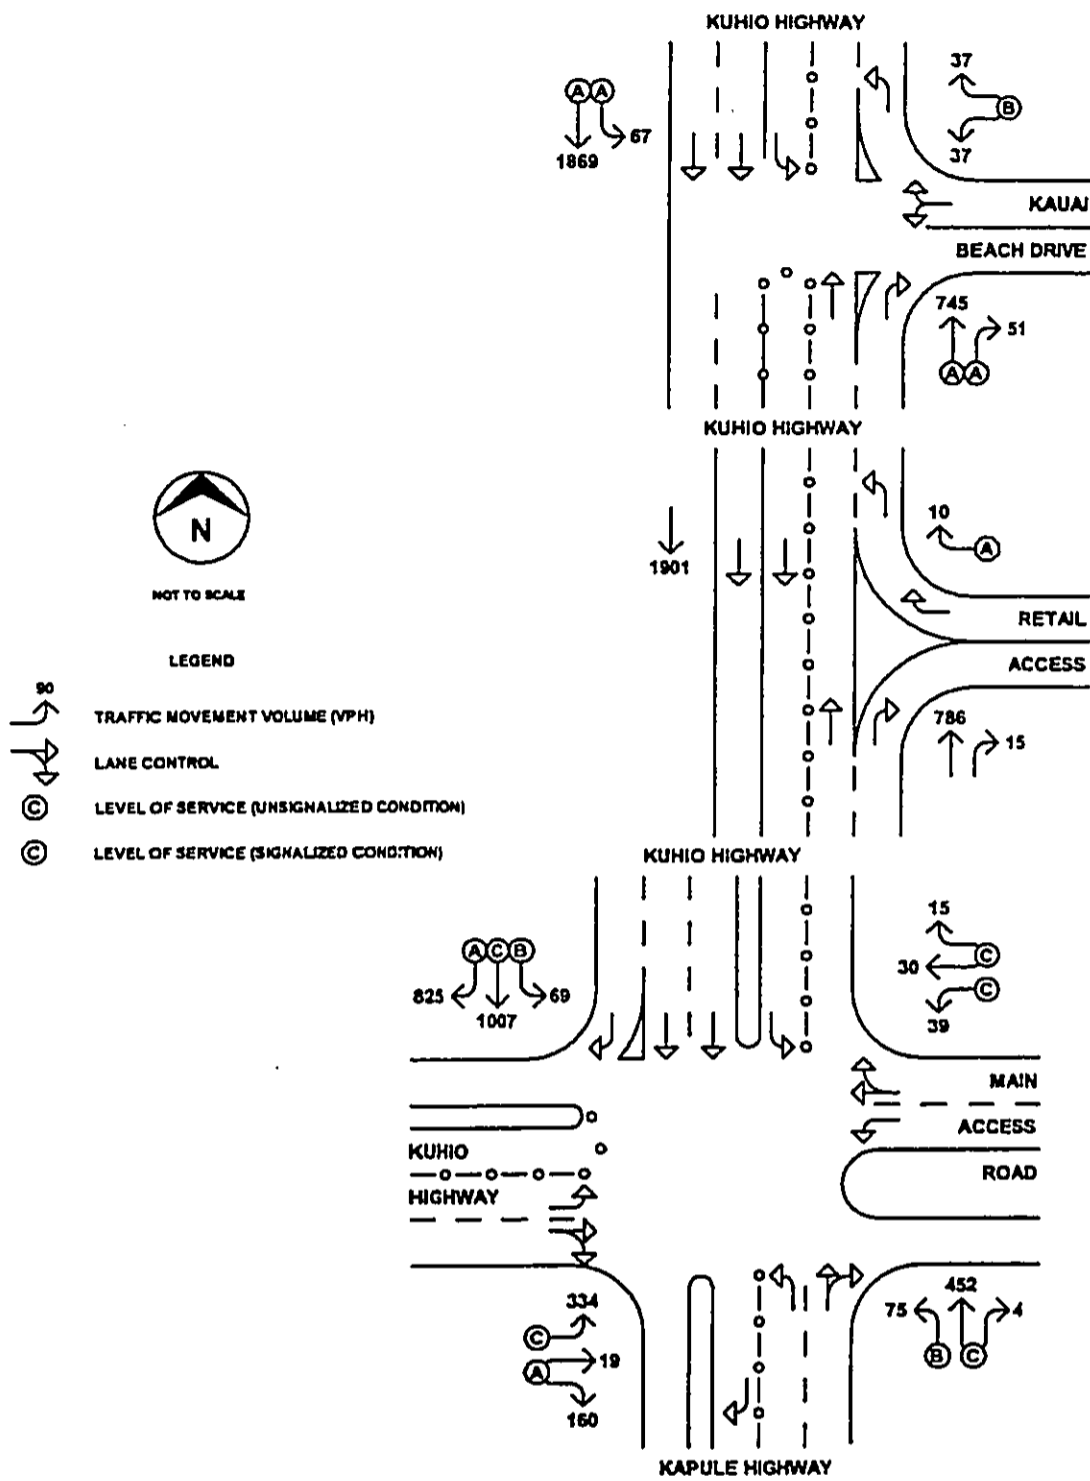 KUHIO HIGHWAY
A A
67
1869
37
B
37
KAUAI
BEACH DRIVE
745
51
A A
KUHIO HIGHWAY
N
NOT TO SCALE
1901
10
A
RETAIL
ACCESS
786
15
LEGEND
90
TRAFFIC MOVEMENT VOLUME (VPH)
LANE CONTROL
C LEVEL OF SERVICE (UNSIGNALIZED CONDITION)
C LEVEL OF SERVICE (SIGNALIZED CONDITION)
KUHIO HIGHWAY
A C B
825
69
1007
15
C
30
C
39
MAIN
ACCESS
ROAD
KUHIO
HIGHWAY
334
C
19
A
160
75
452
4
B C
KAPULE HIGHWAY